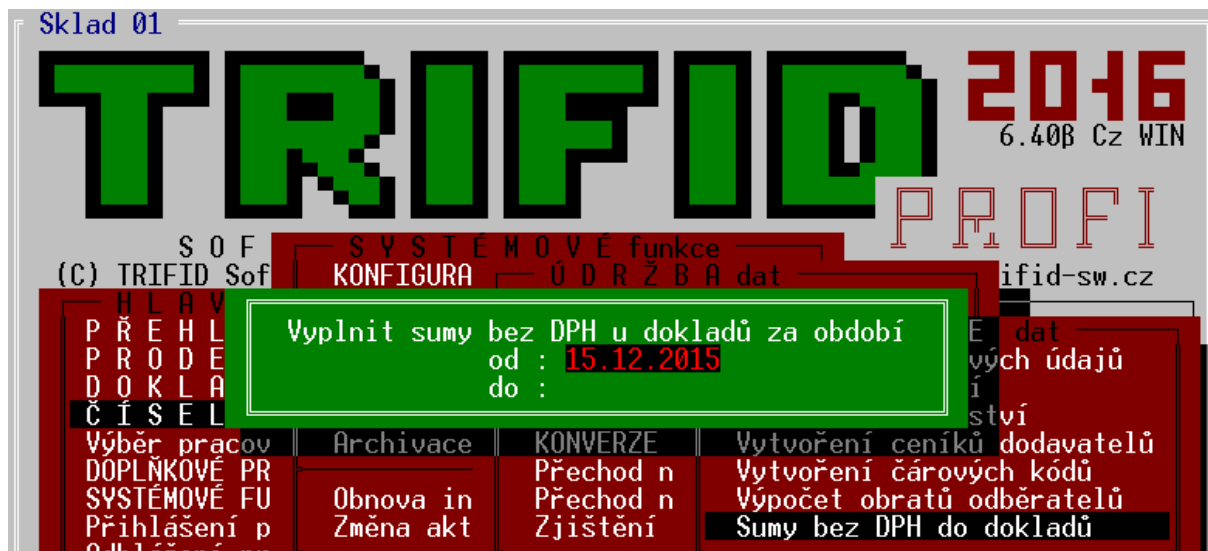 Sklad 01
TRIFID 2016
6.40β Cz WIN
PROFI
S O F
(C) TRIFID Sof
ifid-sw.cz
S Y S T É M O V É funkce
KONFIGURA
Ú D R Ž B A dat
H L A V
E dat
Vyplnit sumy bez DPH u dokladů za období
od : 15.12.2015
do :
P Ř E H L
P R O D E
D O K L A
Č Í S E L
Výběr pracov
DOPLŇKOVÉ PR
SYSTÉMOVÉ FU
Přihlášení p
Archivace
Obnova in
Změna akt
KONVERZE
Přechod n
Přechod n
Zjištění
vých údajů
í
ství
Vytvoření ceníků dodavatelů
Vytvoření čárových kódů
Výpočet obratů odběratelů
Sumy bez DPH do dokladů